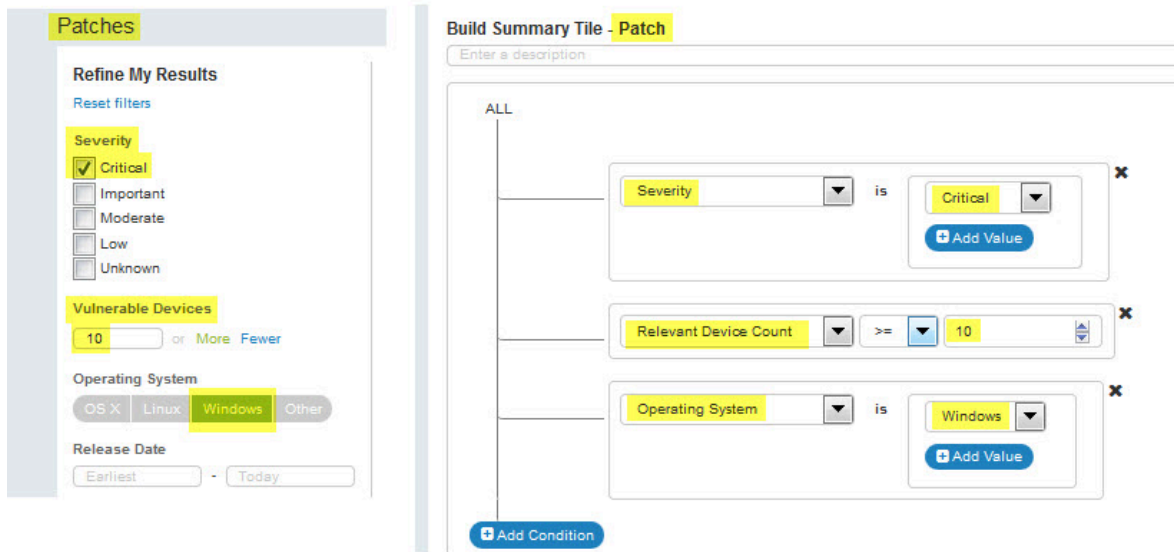 Patches
Refine My Results
Reset filters
Severity
Critical
Important
Moderate
Low
Unknown
Vulnerable Devices
10 or More Fewer
Operating System
OS X Linux Windows Other
Release Date
Earliest - Today
Build Summary Tile - Patch
Enter a description
ALL
Severity is Critical
Add Value
Relevant Device Count >= 10
Operating System is Windows
Add Value
Add Condition